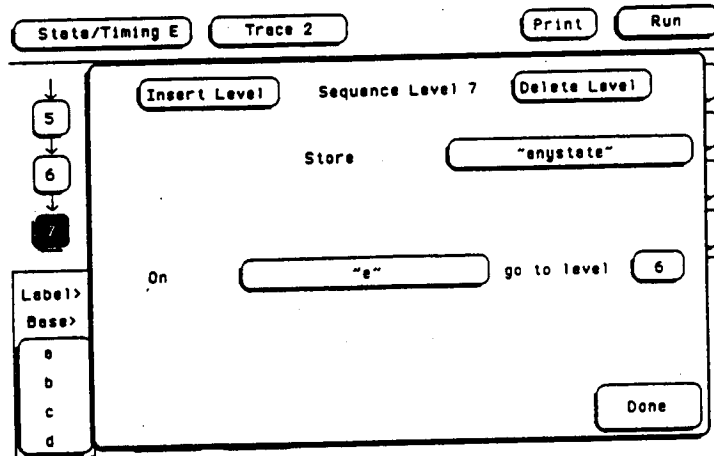 State/Timing E Trace 2 Print Run
Insert Level Sequence Level 7 Delete Level
5
Store "anystate"
6
7
On "e" go to level 6
Label>
Base>
a
b
c
Done
d